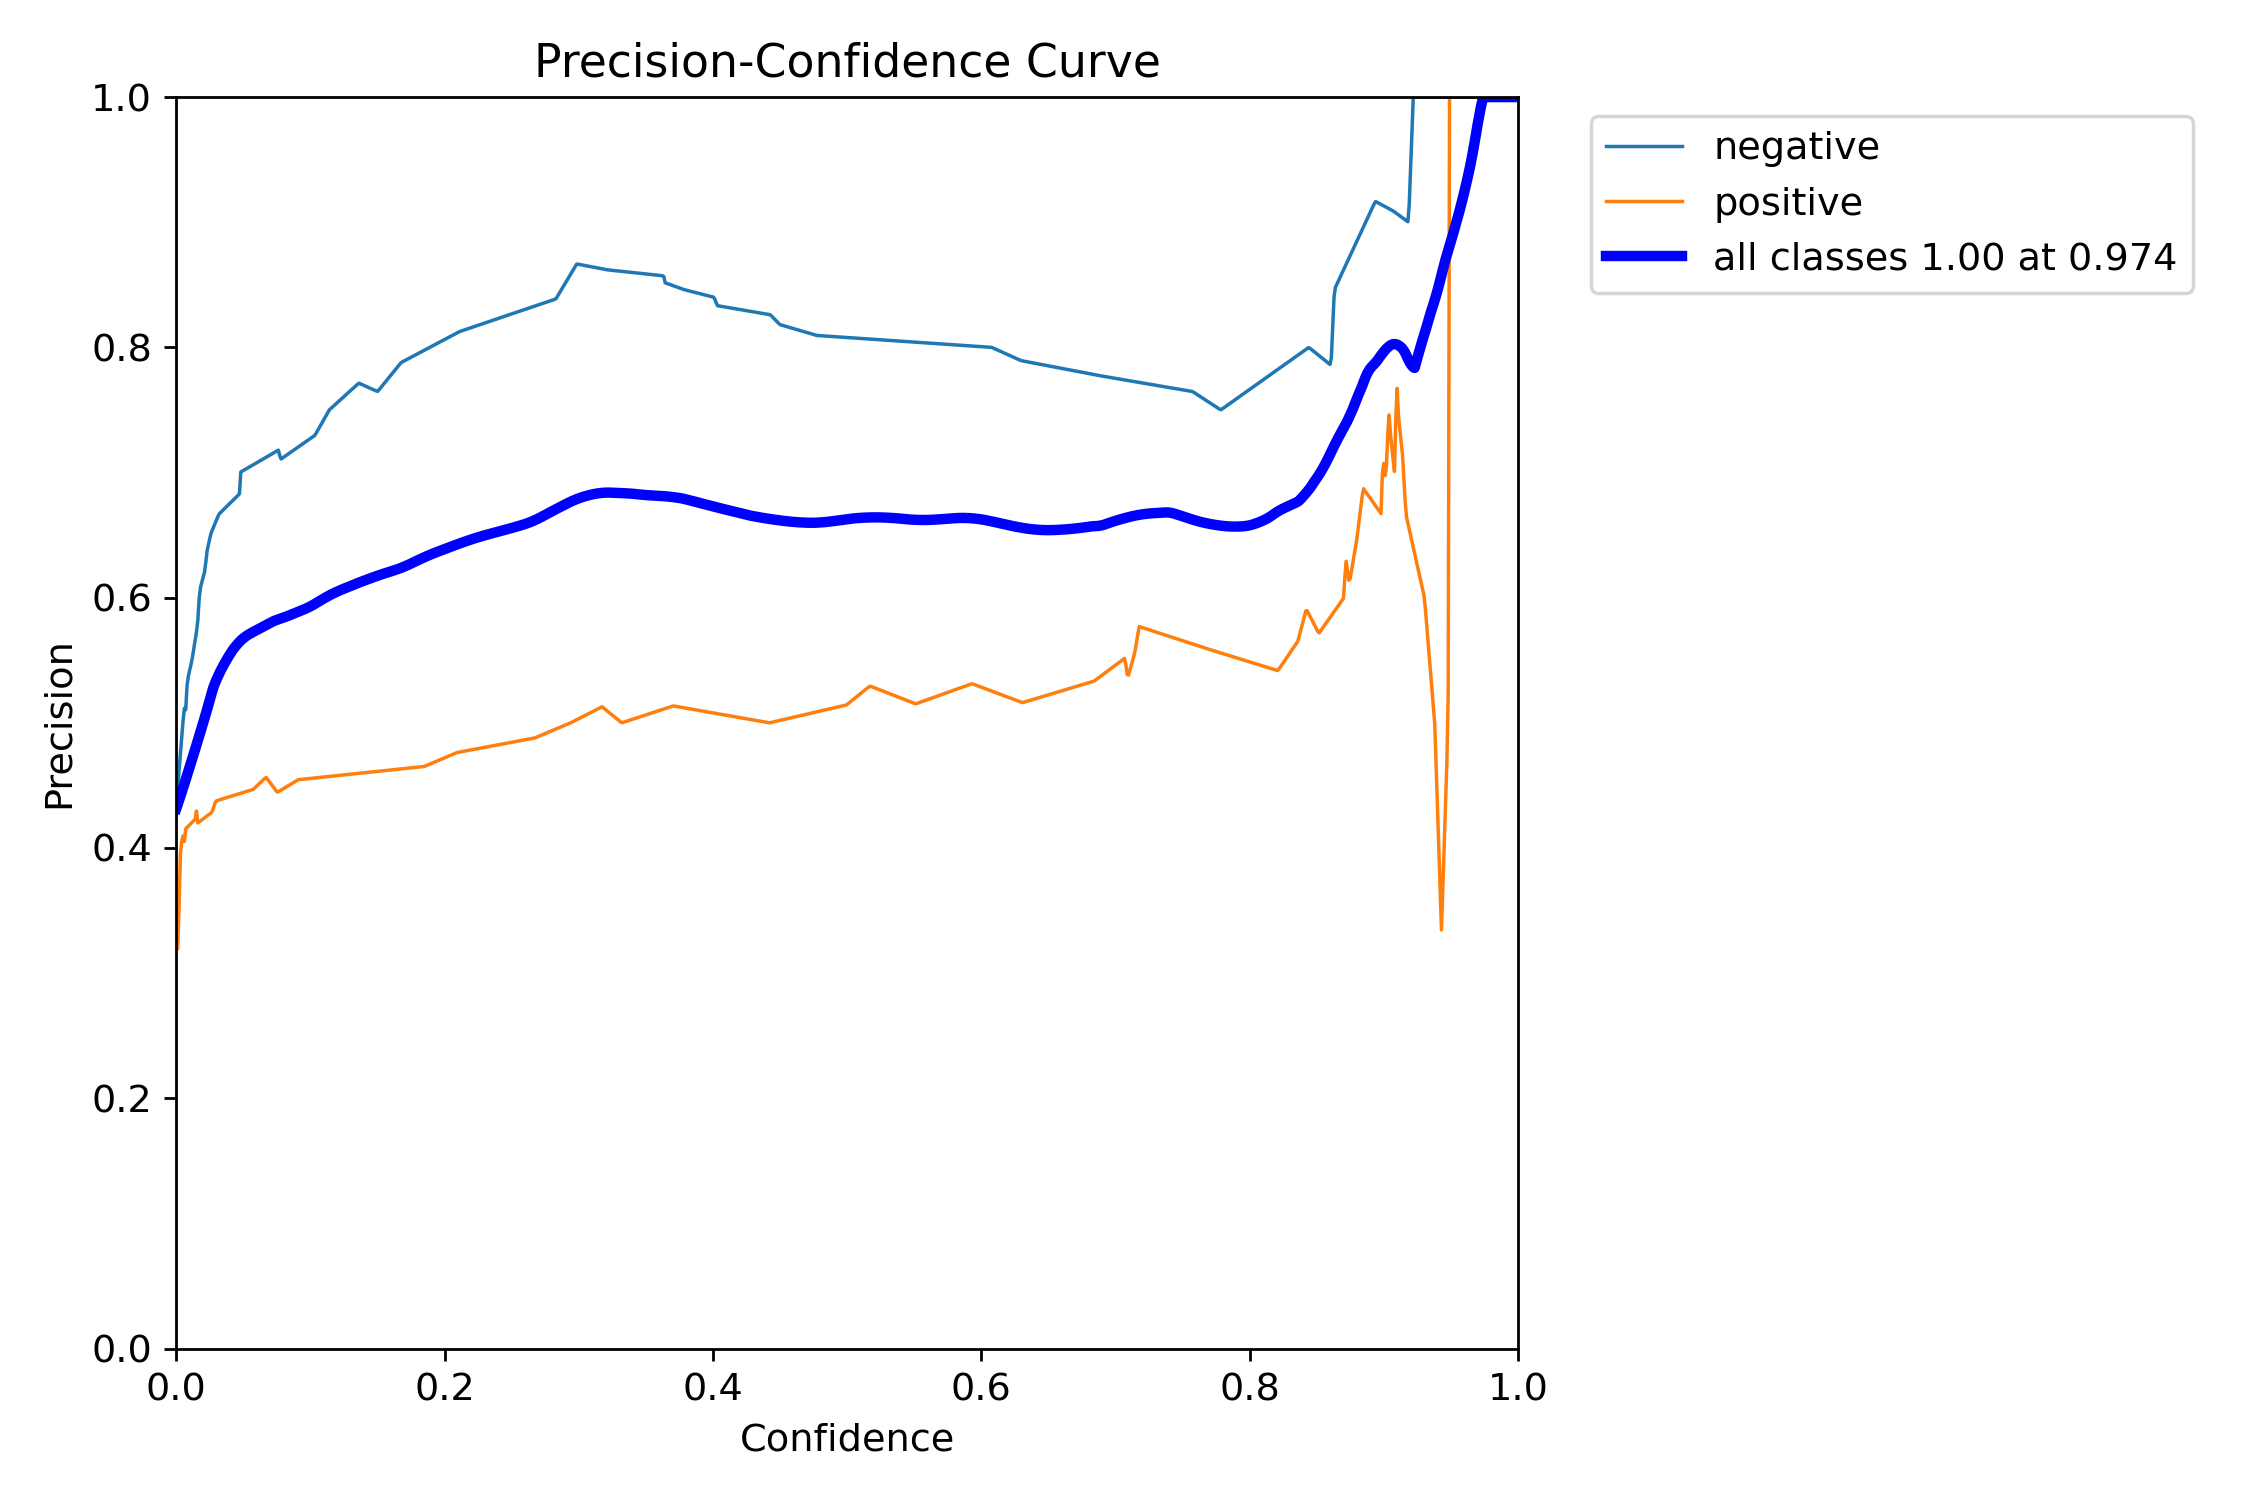 Precision-Confidence Curve
1.0
0.8
0.6
0.4
0.2
0.0
Precision
0.0 0.2 0.4 0.6 0.8 1.0
Confidence
negative
positive
all classes 1.00 at 0.974